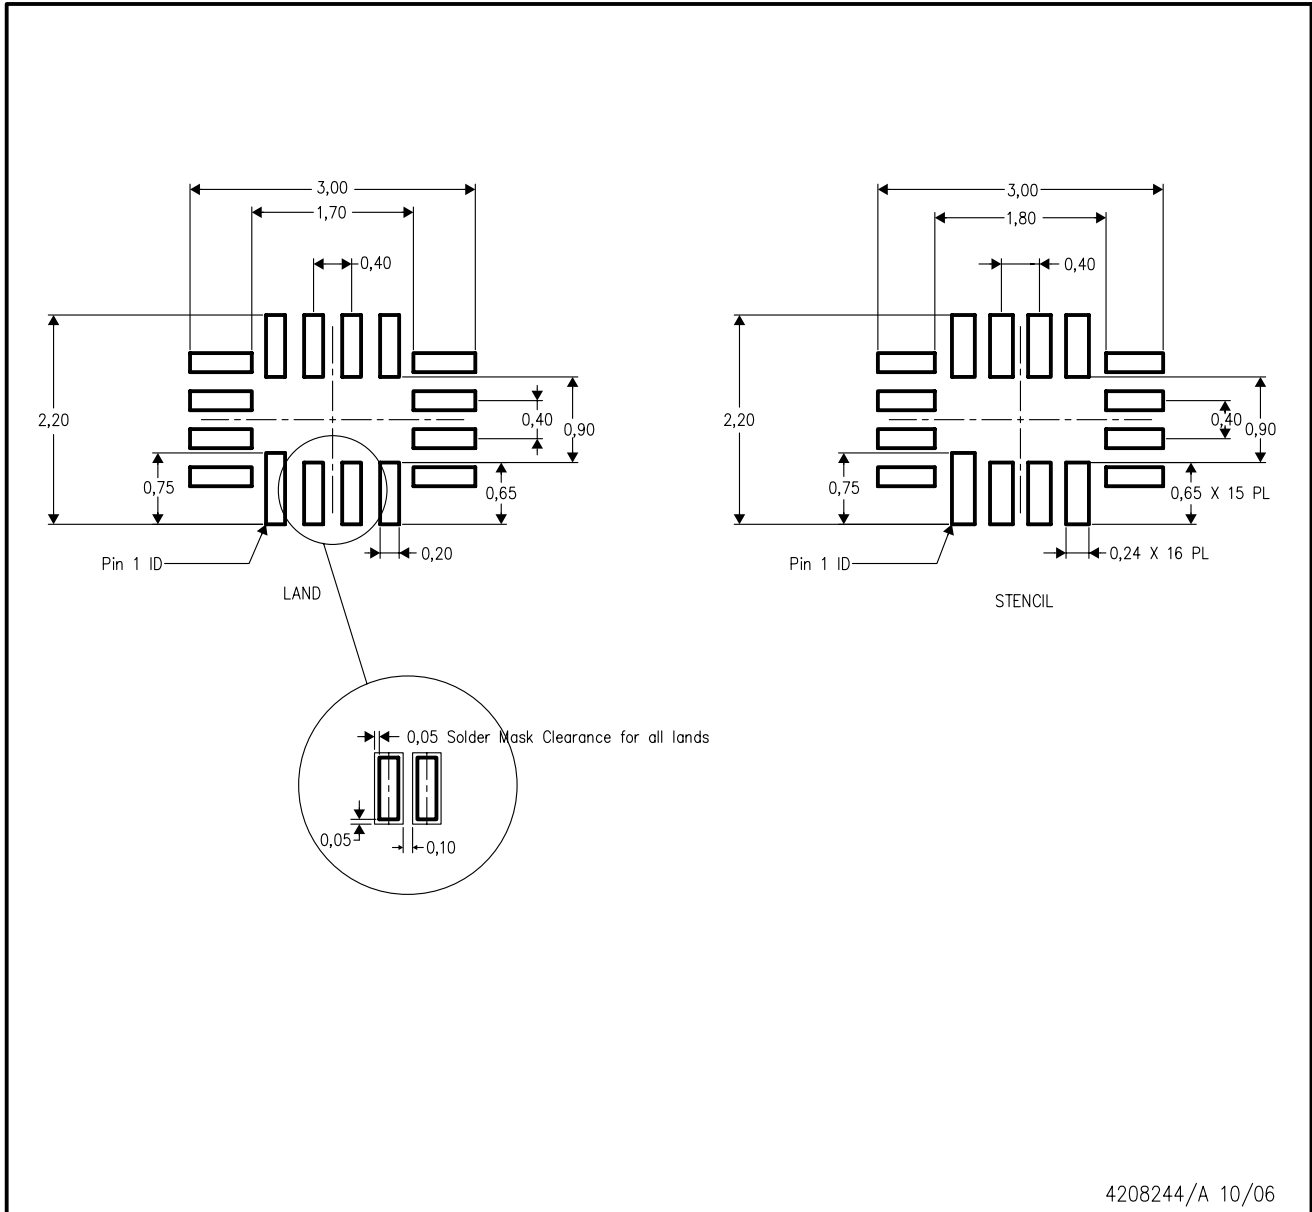 3,00
1,70
0,40
2,20
0,40
0,90
0,75
0,65
0,20
Pin 1 ID
LAND
3,00
1,80
0,40
2,20
0,40
0,90
0,75
0,65 X 15 PL
0,24 X 16 PL
Pin 1 ID
STENCIL
0,05 Solder Mask Clearance for all lands
0,05
0,10
4208244/A 10/06